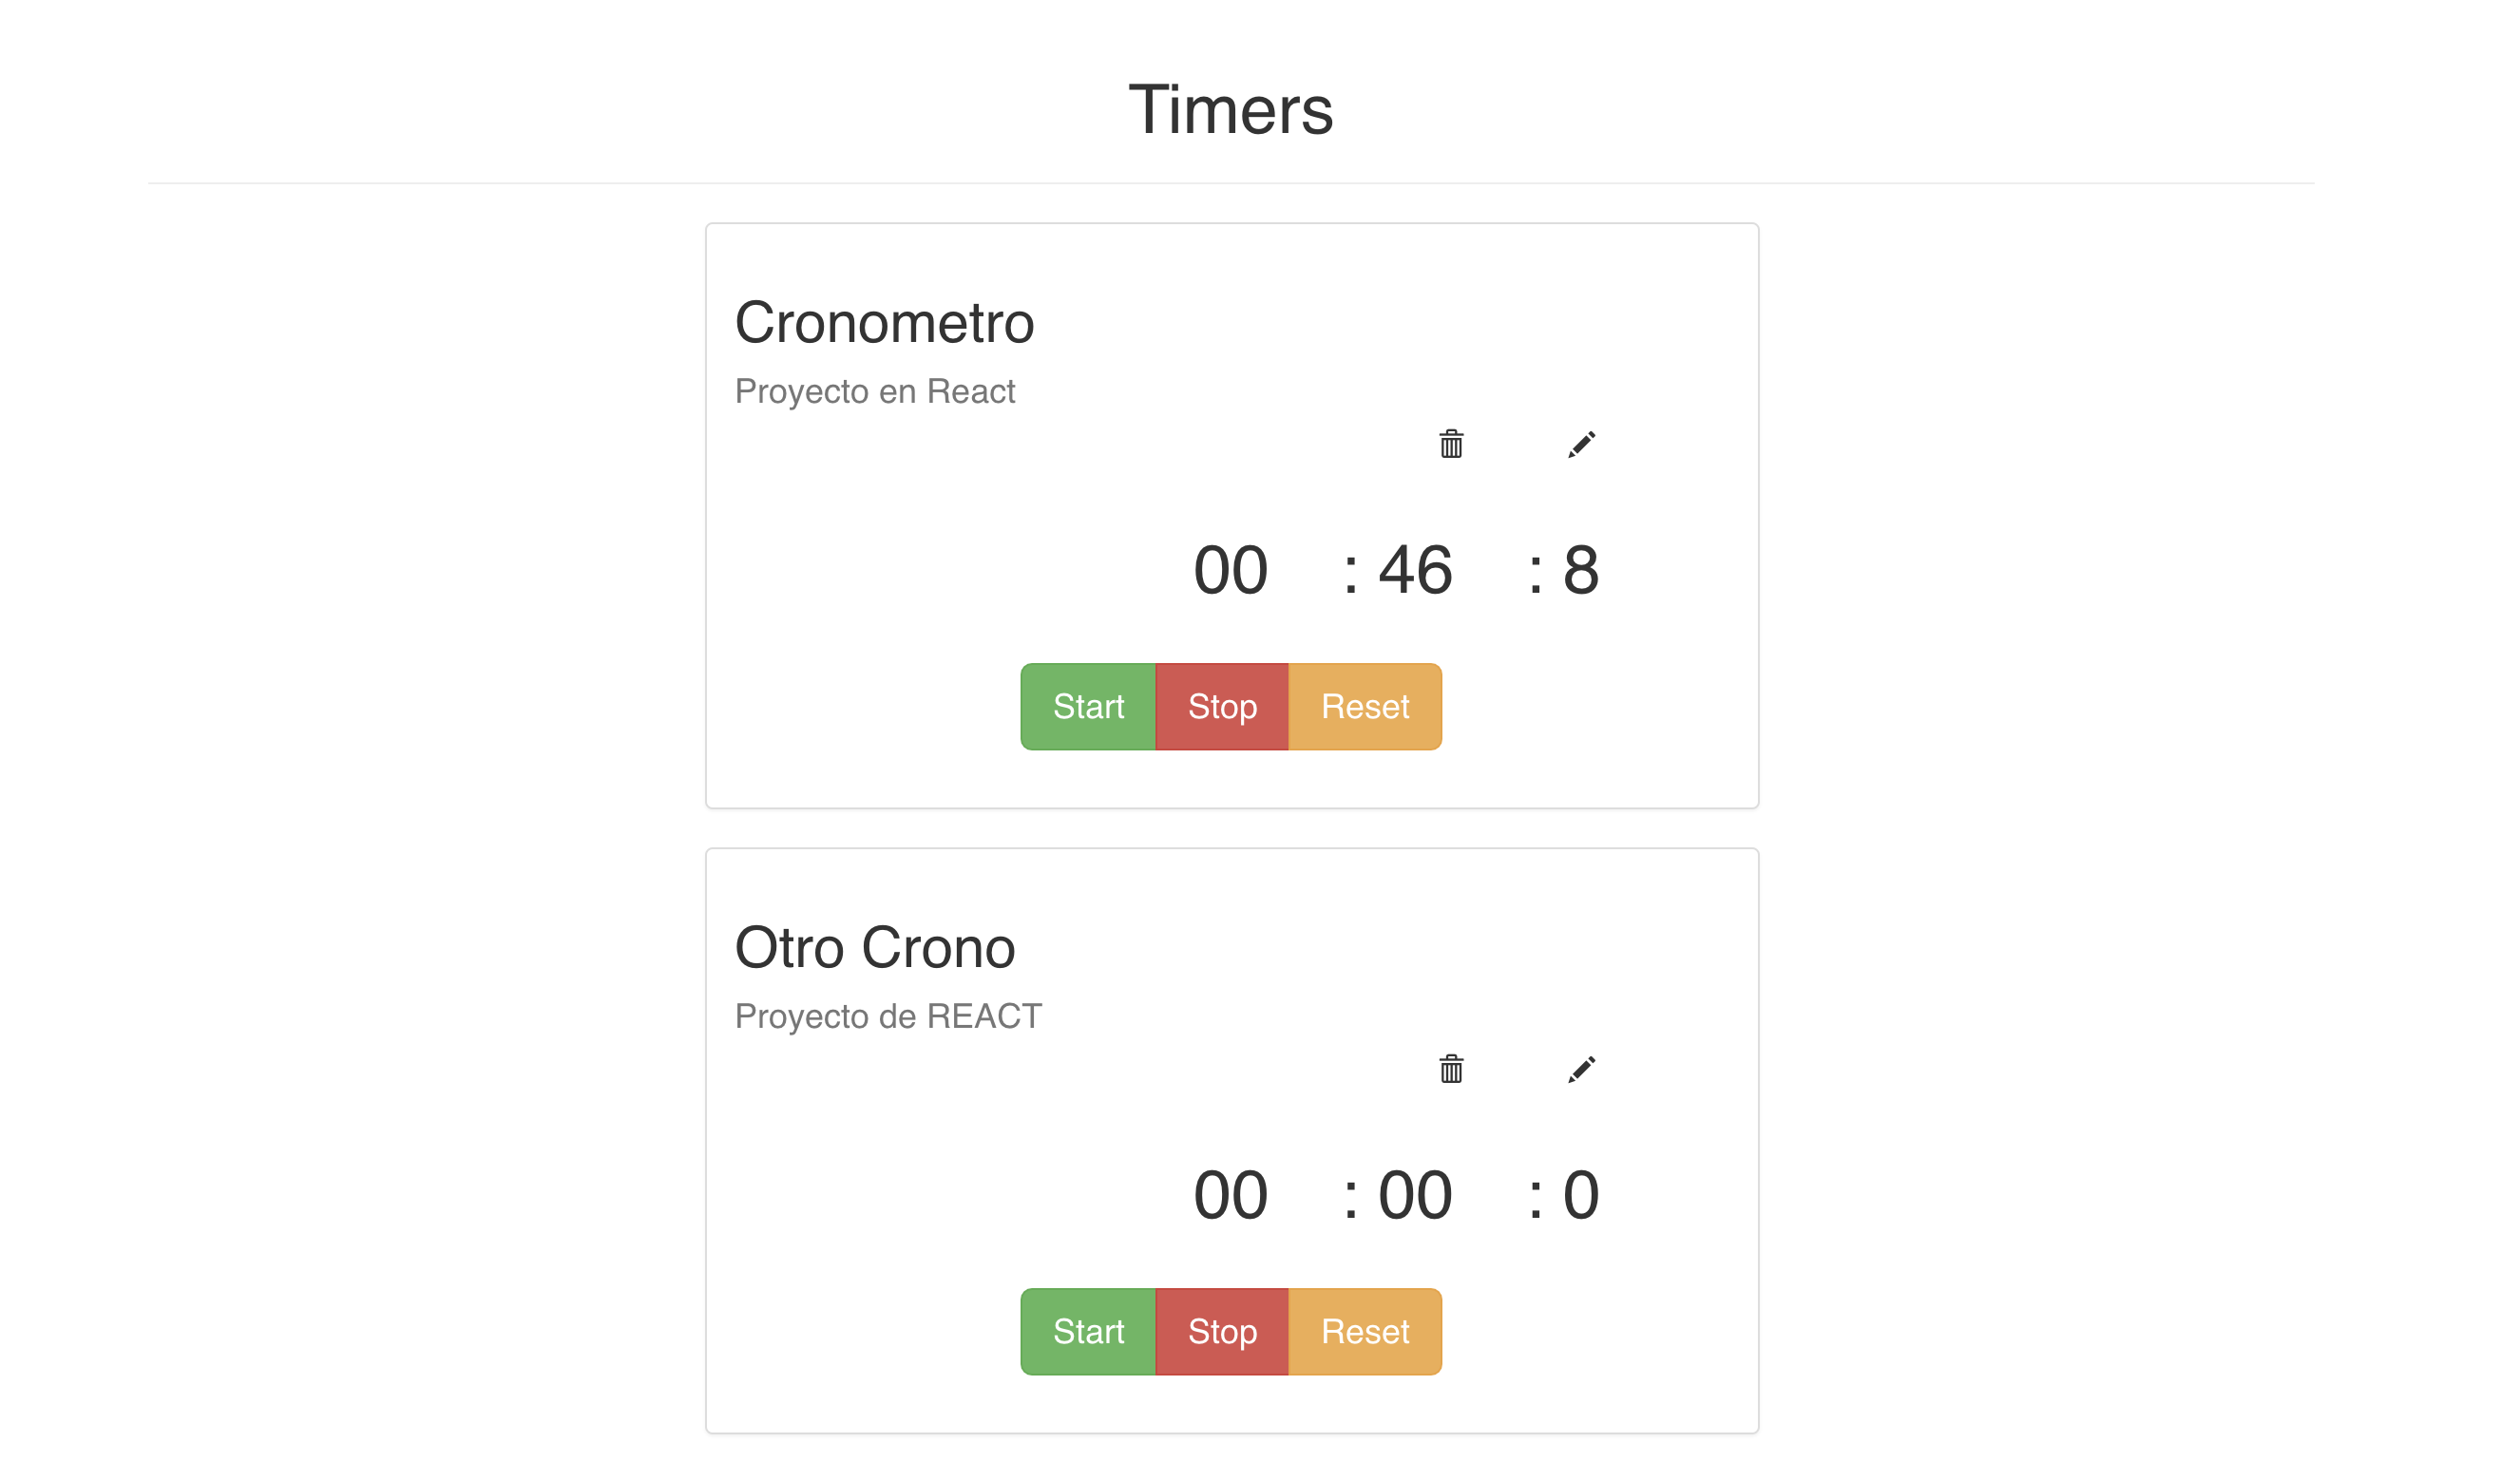 Timers
Cronometro
Proyecto en React
00 : 46 : 8
Start Stop Reset
Otro Crono
Proyecto de REACT
00 : 00 : 0
Start Stop Reset